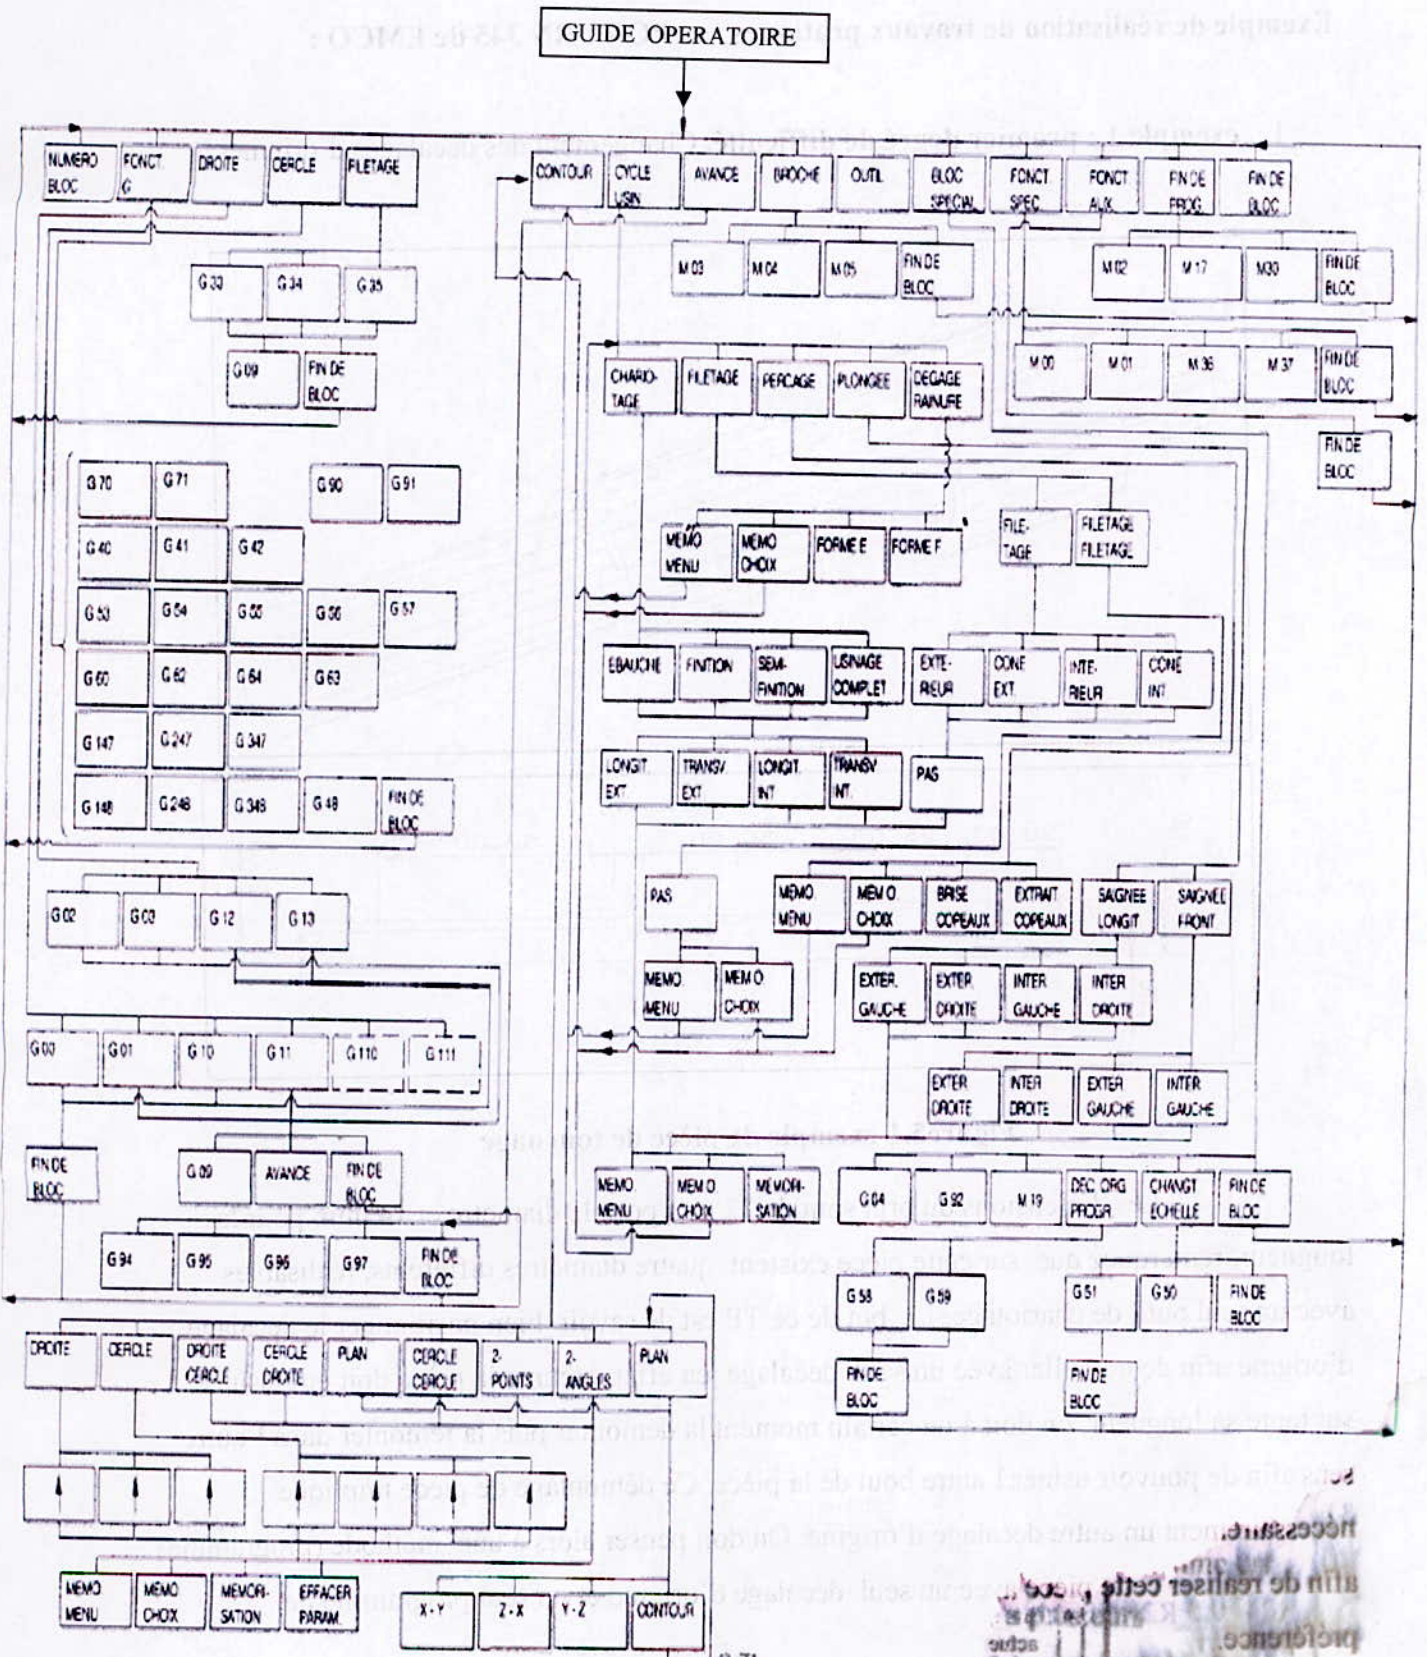 GUIDE OPERATOIRE
NUMERO BLOC
FONCT. G
DROITE
CERCLE
FILETAGE
CONTOUR
CYCLE USIN
AVANCE
BROCHE
OUTIL
BLOC SPECIAL
FONCT. SPEC.
FONCT. AUX.
FIN DE PROG.
FIN DE BLOC
M 03
M 04
M 05
FIN DE BLOC
M 02
M 17
M30
FIN DE BLOC
G 33
G 34
G 35
G 09
FIN DE BLOC
CHARIO-TAGE
FILETAGE
PERCAGE
PLONGEE
DEGAGE RAINURE
M 00
M 01
M 36
M 37
FIN DE BLOC
FIN DE BLOC
G 70
G 71
G 90
G 91
G 40
G 41
G 42
G 53
G 54
G 55
G 56
G 57
G 60
G 62
G 64
G 63
G 147
G 247
G 347
G 148
G 248
G 348
G 48
FIN DE BLOC
MEMO MENU
MEMO CHOIX
FORME E
FORME F
FILE-TAGE
FILETAGE FILETAGE
EBAUCHE
FINITION
SEMI-FINITION
USINAGE COMPLET
EXTE-RIEUR
CONE EXT.
INTE-RIEUR
CONE INT
LONGIT. EXT.
TRANSV. EXT.
LONGIT. INT
TRANSV INT.
PAS
PAS
MEMO. MENU
MEMO. CHOIX
BRISE COPEAUX
EXTRAIT. COPEAUX
SAIGNEE LONGIT
SAIGNEE FRONT.
G 02
G 03
G 12
G 13
MEMO. MENU
MEMO. CHOIX
EXTER. GAUCHE
EXTER. DROITE
INTER GAUCHE
INTER DROITE
G 00
G 01
G 10
G 11
G 110
G 111
EXTER DROITE
INTER DROITE
EXTER GAUCHE
INTER GAUCHE
FIN DE BLOC
G 09
AVANCE
FIN DE BLOC
MEMO. MENU
MEMO. CHOIX
MEMORI-SATION
G 04
G 92
M 19
DEC. ORG PROGR.
CHANGT ECHELLE
FIN DE BLOC
G 94
G 95
G 96
G 97
FIN DE BLOC
G 58
G 59
G 51
G 50
FIN DE BLOC
FIN DE BLOC
FIN DE BLOC
DROITE
CERCLE
DROITE CERCLE
CERCLE DROITE
PLAN
CERCLE CERCLE
2-POINTS
2-ANGLES
PLAN
MEMO MENU
MEMO CHOIX
MEMORI-SATION
EFFACER PARAM.
X - Y
Z - X
Y - Z
CONTOUR